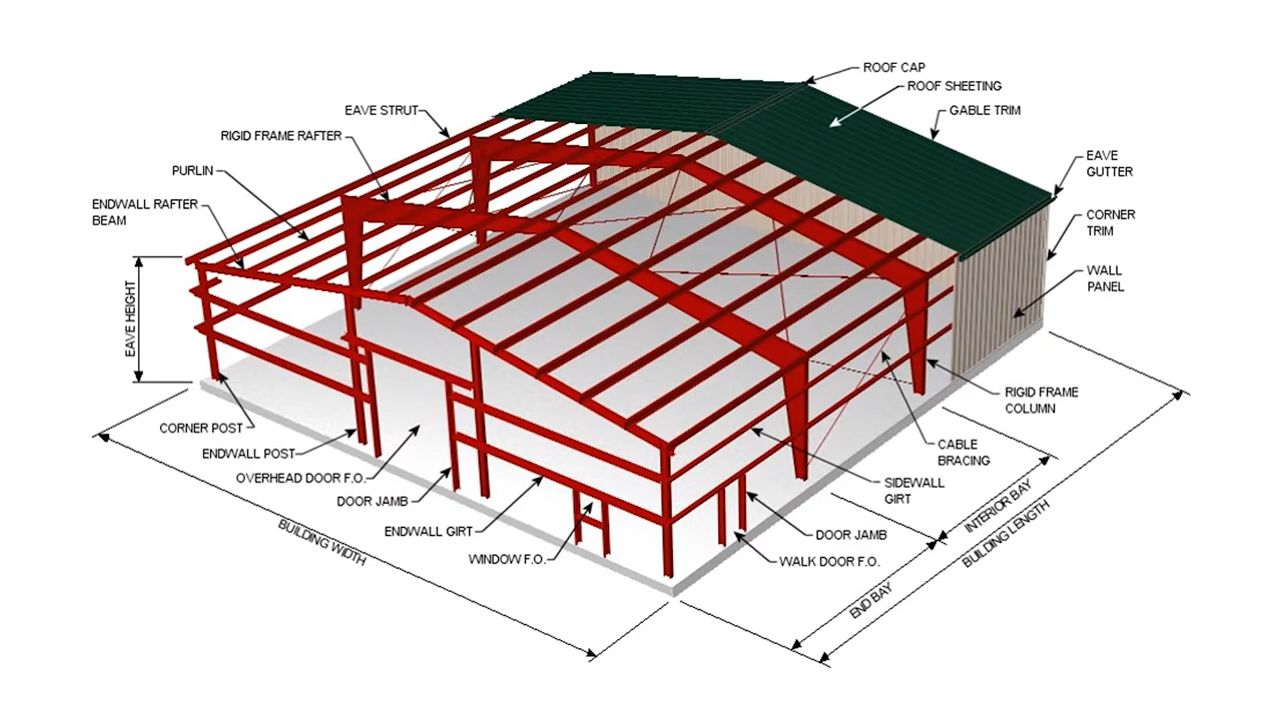 ROOF CAP
ROOF SHEETING
GABLE TRIM
EAVE STRUT
RIGID FRAME RAFTER
PURLIN
ENDWALL RAFTER
BEAM
EAVE
GUTTER
CORNER
TRIM
WALL
PANEL
EAVE HEIGHT
RIGID FRAME
COLUMN
CORNER POST
ENDWALL POST
OVERHEAD DOOR F.O.
DOOR JAMB
ENDWALL GIRT
WINDOW F.O.
CABLE
BRACING
SIDEWALL
GIRT
DOOR JAMB
WALK DOOR F.O.
BUILDING WIDTH
INTERIOR BAY
BUILDING LENGTH
END BAY